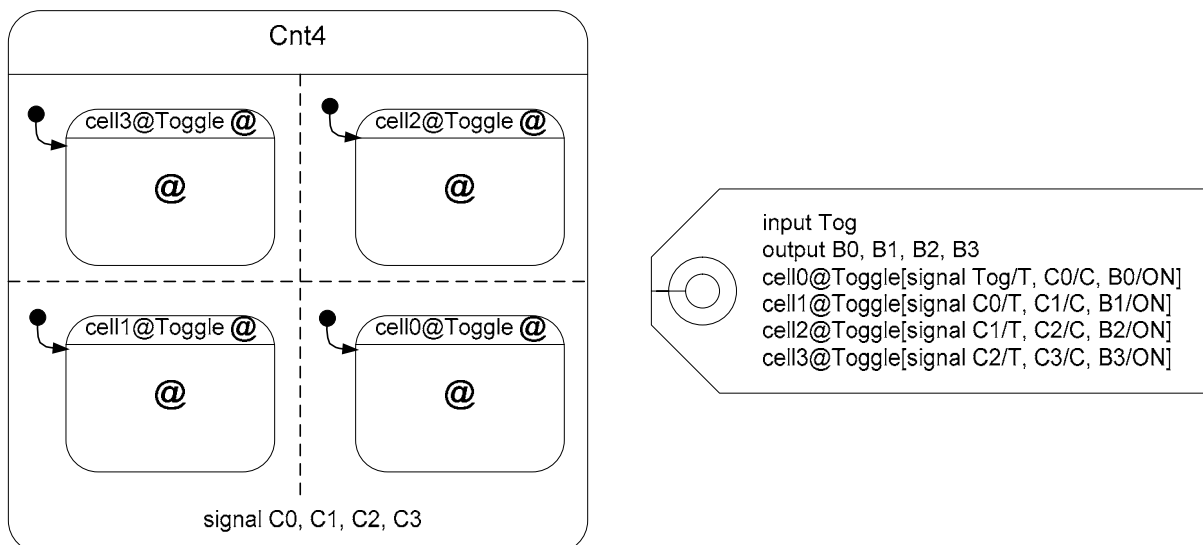 Cnt4
cell3@Toggle @
@
cell2@Toggle @
@
cell1@Toggle @
@
cell0@Toggle @
@
signal C0, C1, C2, C3
input Tog
output B0, B1, B2, B3
cell0@Toggle[signal Tog/T, C0/C, B0/ON]
cell1@Toggle[signal C0/T, C1/C, B1/ON]
cell2@Toggle[signal C1/T, C2/C, B2/ON]
cell3@Toggle[signal C2/T, C3/C, B3/ON]